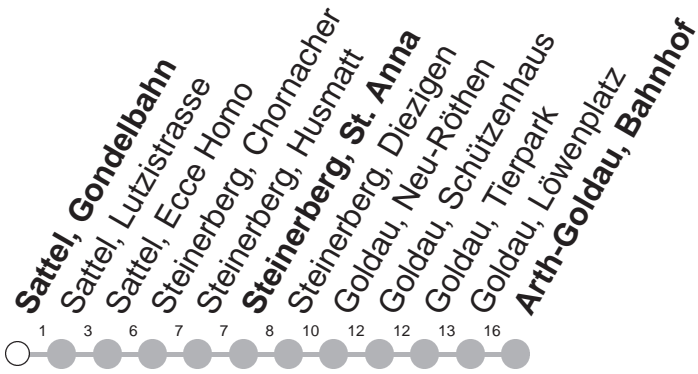 Sattel, Gondelbahn
Sattel, Lutzistrasse
Sattel, Ecce Homo
Steinerberg, Chornacher
Steinerberg, Husmatt
Steinerberg, St. Anna
Steinerberg, Diezigen
Goldau, Neu-Röthen
Goldau, Schützenhaus
Goldau, Tierpark
Goldau, Löwenplatz
Arth-Goldau, Bahnhof
1 3 6 7 7 8 10 12 12 13 16